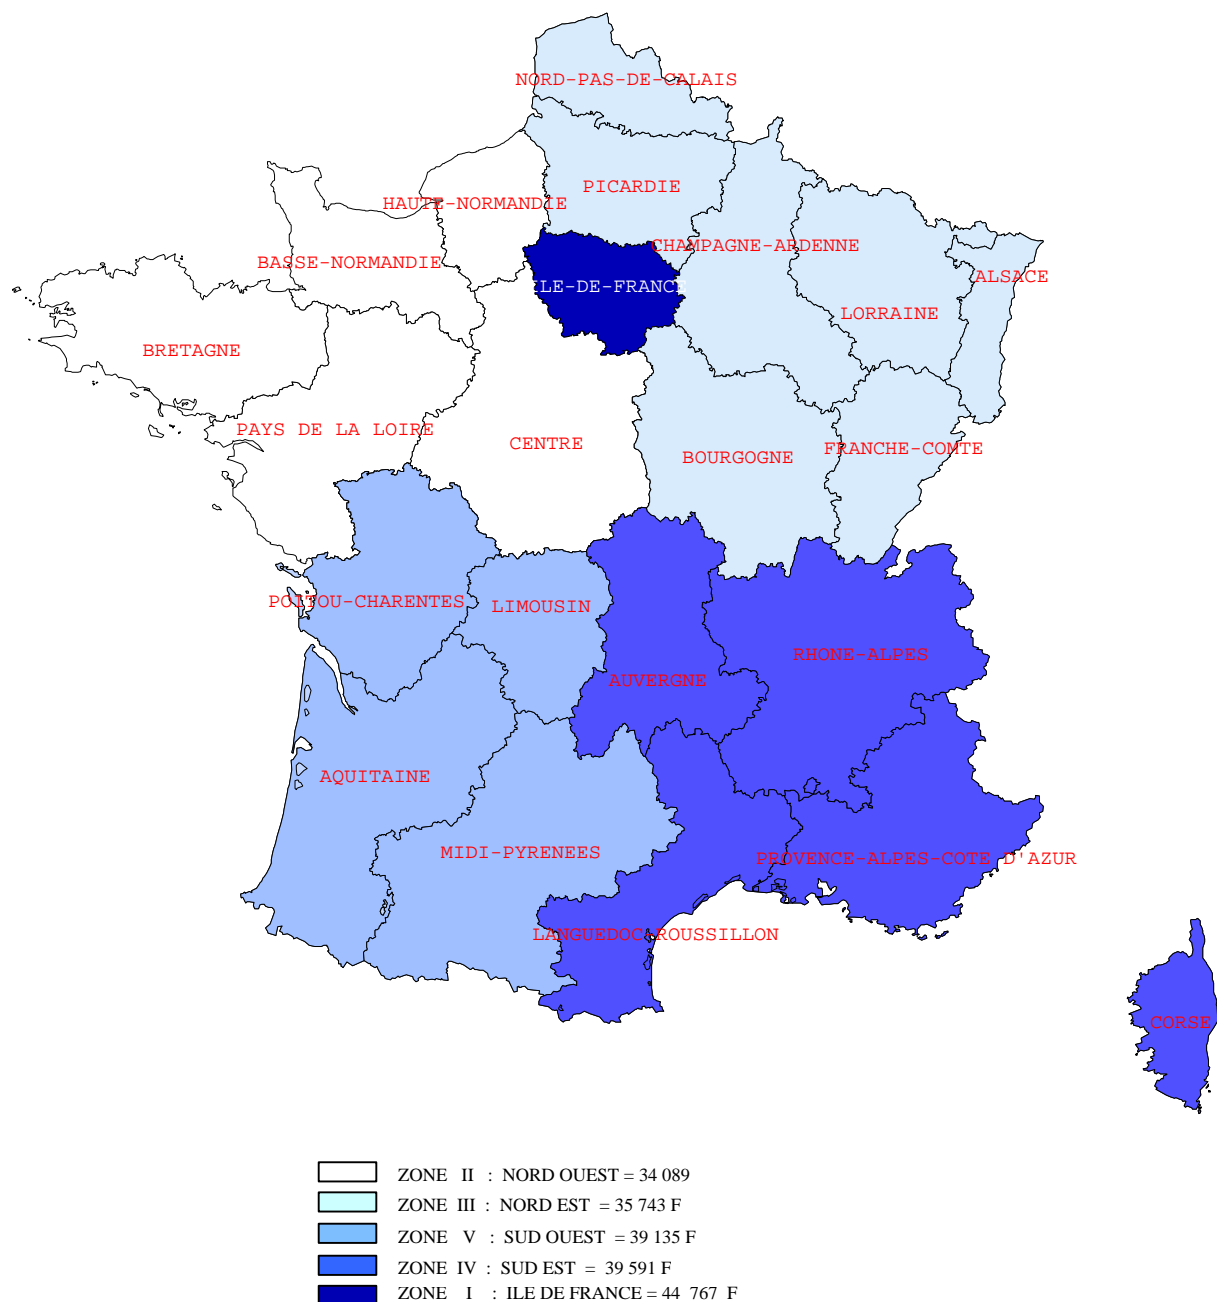 NORD-PAS-DE-CALAIS
PICARDIE
HAUTE-NORMANDIE
CHAMPAGNE-ARDENNE
BASSE-NORMANDIE
ALSACE
ILE-DE-FRANCE
LORRAINE
BRETAGNE
PAYS DE LA LOIRE
CENTRE
FRANCHE-COMTE
BOURGOGNE
POITOU-CHARENTES
LIMOUSIN
RHONE-ALPES
AUVERGNE
AQUITAINE
MIDI-PYRENEES
PROVENCE-ALPES-COTE D'AZUR
LANGUEDOC-ROUSSILLON
CORSE
ZONE II : NORD OUEST = 34 089
ZONE III : NORD EST = 35 743 F
ZONE V : SUD OUEST = 39 135 F
ZONE IV : SUD EST = 39 591 F
ZONE I : ILE DE FRANCE = 44 767 F